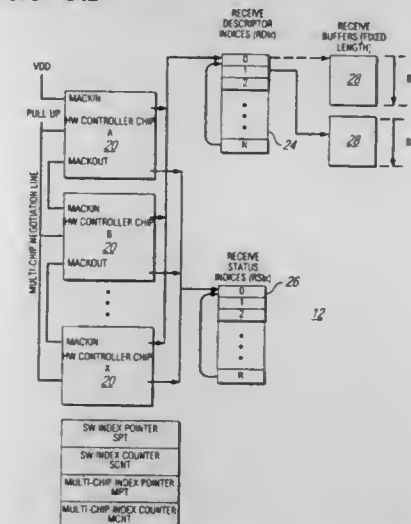 RECEIVE
DESCRIPTOR
INDICES (RDIx)
RECEIVE
BUFFERS (FIXED
LENGTH)
VDD
PULL UP
MULTI-CHIP NEGOTIATION LINE
MACKIN
HW CONTROLLER CHIP
A
20
MACKOUT
MACKIN
HW CONTROLLER CHIP
B
20
MACKOUT
MACKIN
HW CONTROLLER CHIP
X
20
0
1
2
R
24
28
B
28
B
RECEIVE
STATUS
INDICES (RSIx)
0
1
2
R
26
12
SW INDEX POINTER
SPT
SW INDEX COUNTER
SCNT
MULTI-CHIP INDEX POINTER
MPT
MULTI-CHIP INDEX COUNTER
MCNT